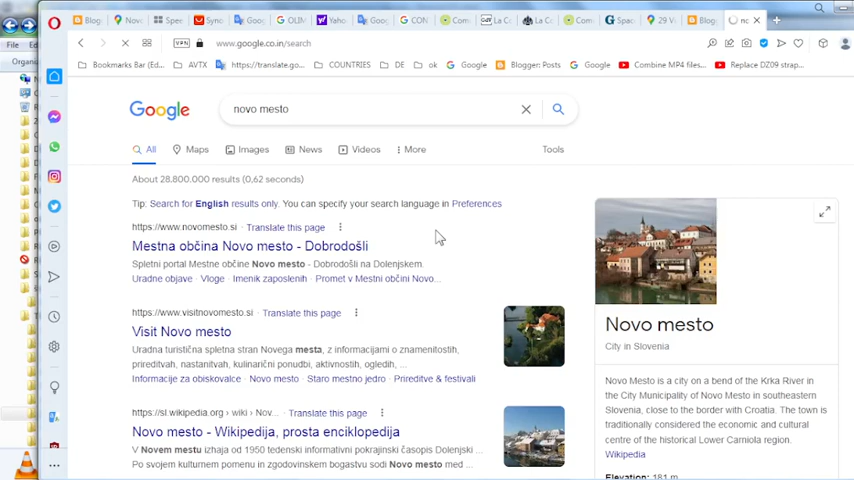 Blog
Nov
Spee
Syno
Goo
OLIM
Yaho
Goo
CON
Com
La C
La C
Com
Spac
29 V
Blog
nc
File
VPN
www.google.co.in/search
Organ
Bookmarks Bar (Ed...
AVTX
https://translate.go...
COUNTRIES
DE
ok
Google
Blogger: Posts
Google
Combine MP4 files...
Replace DZ09 strap...
Google
novo mesto
All
Maps
Images
News
Videos
More
Tools
About 28.800.000 results (0,62 seconds)
Tip: Search for English results only. You can specify your search language in Preferences
https://www.novomesto.si · Translate this page
Mestna občina Novo mesto - Dobrodošli
Spletni portal Mestne občine Novo mesto - Dobrodošli na Dolenjskem.
Uradne objave · Vloge · Imenik zaposlenih · Promet v Mestni občini Novo...
https://www.visitnovomesto.si · Translate this page
Visit Novo mesto
Uradna turistična spletna stran Novega mesta, z informacijami o znamenitostih,
prireditvah, nastanitvah, kulinarični ponudbi, aktivnostih, ogledih, ...
Informacije za obiskovalce · Novo mesto · Staro mestno jedro · Prireditve & festivali
https://sl.wikipedia.org › wiki › Nov... · Translate this page
Novo mesto - Wikipedija, prosta enciklopedija
V Novem mestu izhaja od 1950 tedenski informativni pokrajinski časopis Dolenjski ...
Po svojem kulturnem pomenu in zgodovinskem bogastvu sodi Novo mesto med ...
Novo mesto
City in Slovenia
Novo Mesto is a city on a bend of the Krka River in
the City Municipality of Novo Mesto in southeastern
Slovenia, close to the border with Croatia. The town is
traditionally considered the economic and cultural
centre of the historical Lower Carniola region.
Wikipedia
Elevation: 181 m